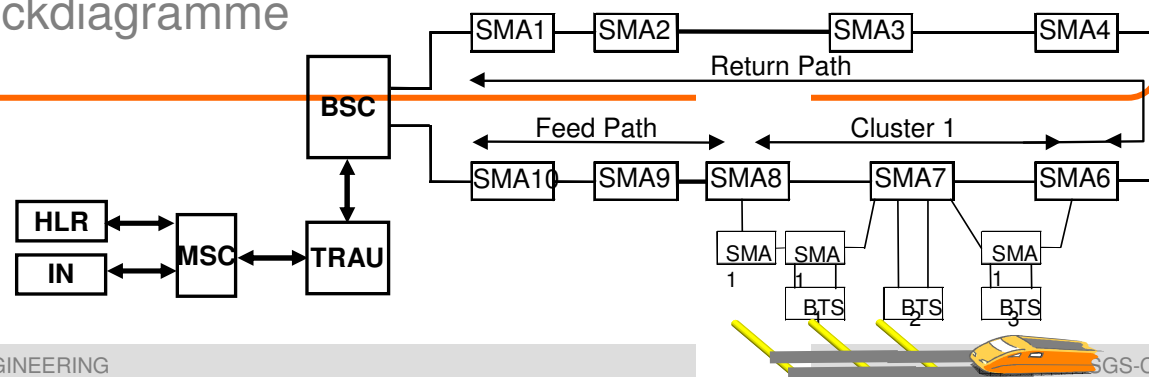 ckdiagramme
SMA1 SMA2 SMA3 SMA4
Return Path
BSC
Feed Path Cluster 1
SMA10 SMA9 SMA8 SMA7 SMA6
HLR
MSC TRAU
IN
SMA 1 SMA 1 SMA 1
BTS 1 BTS 2 BTS 3
GINEERING SGS-C